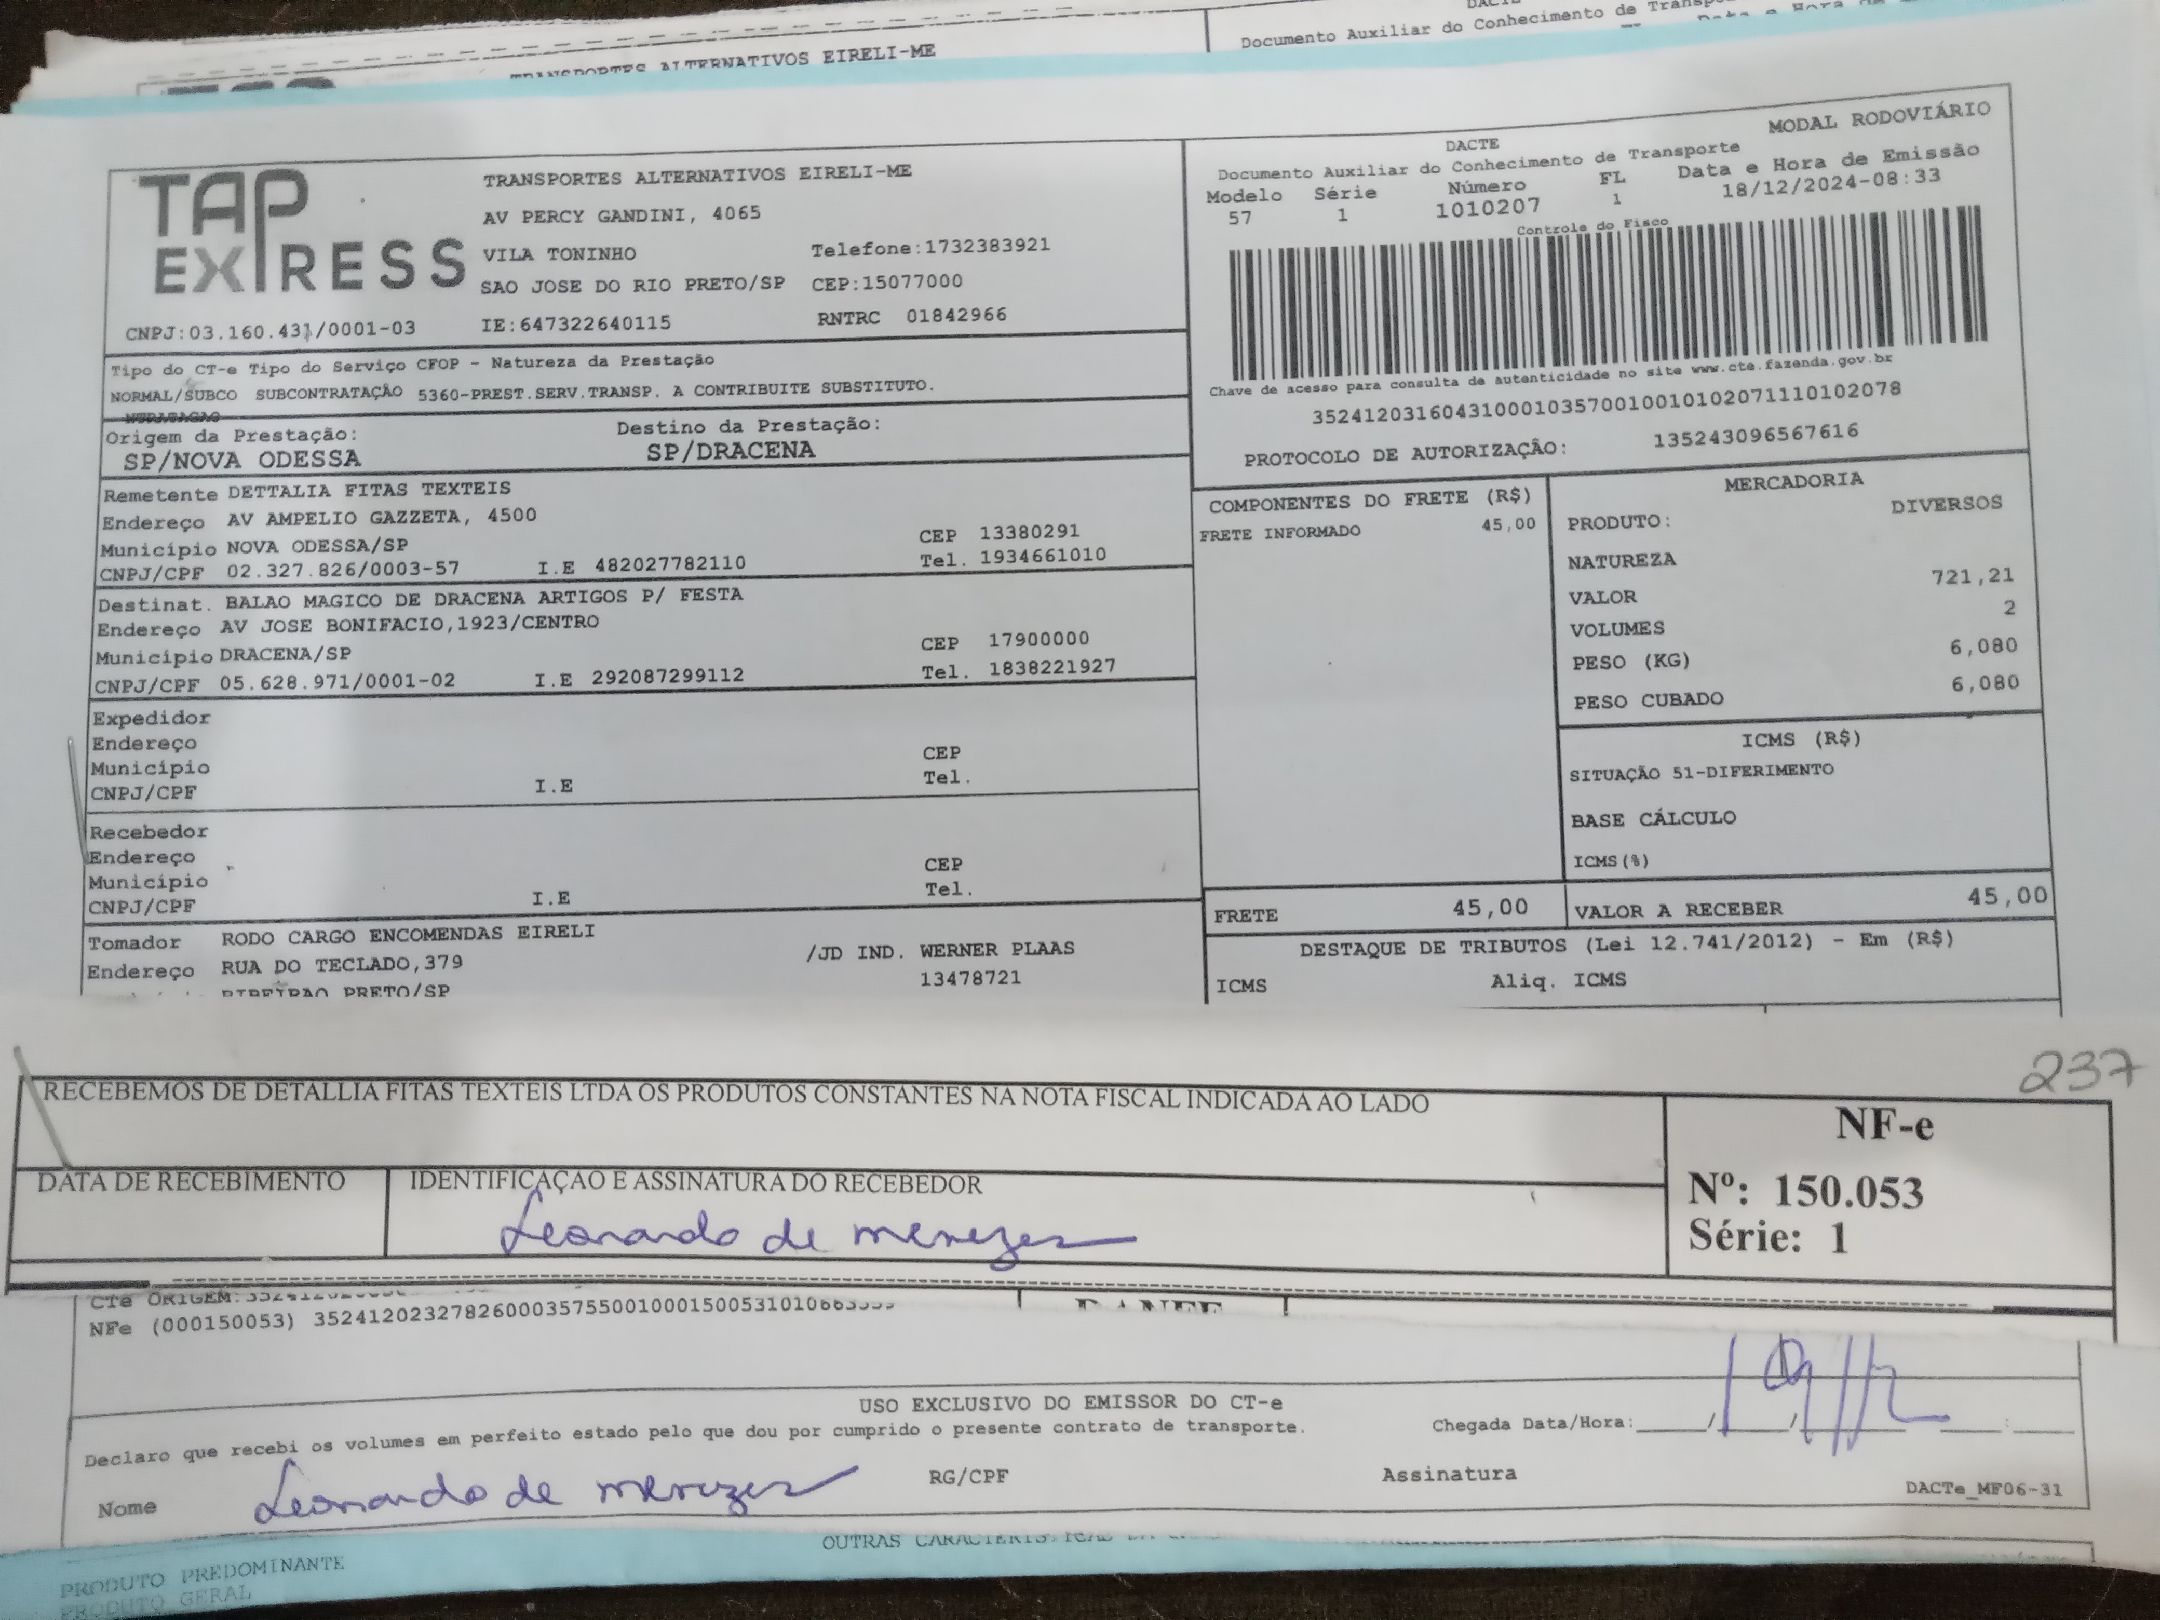 TRANSPORTES ALTERNATIVOS EIRELI-ME
Documento Auxiliar do Conhecimento de
TAP EXPRESS
TRANSPORTES ALTERNATIVOS EIRELI-ME
AV PERCY GANDINI, 4065
VILA TONINHO Telefone:1732383921
SAO JOSE DO RIO PRETO/SP CEP:15077000
CNPJ:03.160.431/0001-03 IE:647322640115 RNTRC 01842966
MODAL RODOVIÁRIO
DACTE
Documento Auxiliar do Conhecimento de Transporte
Modelo Série Número FL Data e Hora de Emissão
57 1 1010207 1 18/12/2024-08:33
Controle do Fisco
Chave de acesso para consulta de autenticidade no site www.cte.fazenda.gov.br
35241203160431000103570010010102071110102078
PROTOCOLO DE AUTORIZAÇÃO: 135243096567616
Tipo do CT-e Tipo do Serviço CFOP - Natureza da Prestação
NORMAL/SUBCO SUBCONTRATAÇÃO 5360-PREST.SERV.TRANSP. A CONTRIBUITE SUBSTITUTO.
NTRATAÇÃO
Origem da Prestação: Destino da Prestação:
SP/NOVA ODESSA SP/DRACENA
Remetente DETTALIA FITAS TEXTEIS
Endereço AV AMPELIO GAZZETA, 4500
Município NOVA ODESSA/SP CEP 13380291
CNPJ/CPF 02.327.826/0003-57 I.E 482027782110 Tel. 1934661010
Destinat. BALAO MAGICO DE DRACENA ARTIGOS P/ FESTA
Endereço AV JOSE BONIFACIO,1923/CENTRO
Município DRACENA/SP CEP 17900000
CNPJ/CPF 05.628.971/0001-02 I.E 292087299112 Tel. 1838221927
Expedidor
Endereço
Município CEP
CNPJ/CPF I.E Tel.
Recebedor
Endereço
Município CEP
CNPJ/CPF I.E Tel.
Tomador RODO CARGO ENCOMENDAS EIRELI
Endereço RUA DO TECLADO,379 /JD IND. WERNER PLAAS
RIBEIRAO PRETO/SP 13478721
COMPONENTES DO FRETE (R$)
FRETE INFORMADO 45,00
MERCADORIA
PRODUTO: DIVERSOS
NATUREZA
VALOR 721,21
VOLUMES 2
PESO (KG) 6,080
PESO CUBADO 6,080
ICMS (R$)
SITUAÇÃO 51-DIFERIMENTO
BASE CÁLCULO
ICMS(%)
FRETE 45,00 VALOR A RECEBER 45,00
DESTAQUE DE TRIBUTOS (Lei 12.741/2012) - Em (R$)
ICMS Aliq. ICMS
237
RECEBEMOS DE DETALLIA FITAS TEXTEIS LTDA OS PRODUTOS CONSTANTES NA NOTA FISCAL INDICADA AO LADO
NF-e
Nº: 150.053
Série: 1
DATA DE RECEBIMENTO IDENTIFICAÇAO E ASSINATURA DO RECEBEDOR
Leonardo de menezes
CTe ORIGEM:
NFe (000150053)
USO EXCLUSIVO DO EMISSOR DO CT-e
Declaro que recebi os volumes em perfeito estado pelo que dou por cumprido o presente contrato de transporte. Chegada Data/Hora:____/____/____ ____:____
Nome Leonardo de menezes RG/CPF Assinatura
DACTe_MF06-31
PRODUTO PREDOMINANTE
PRODUTO GERAL